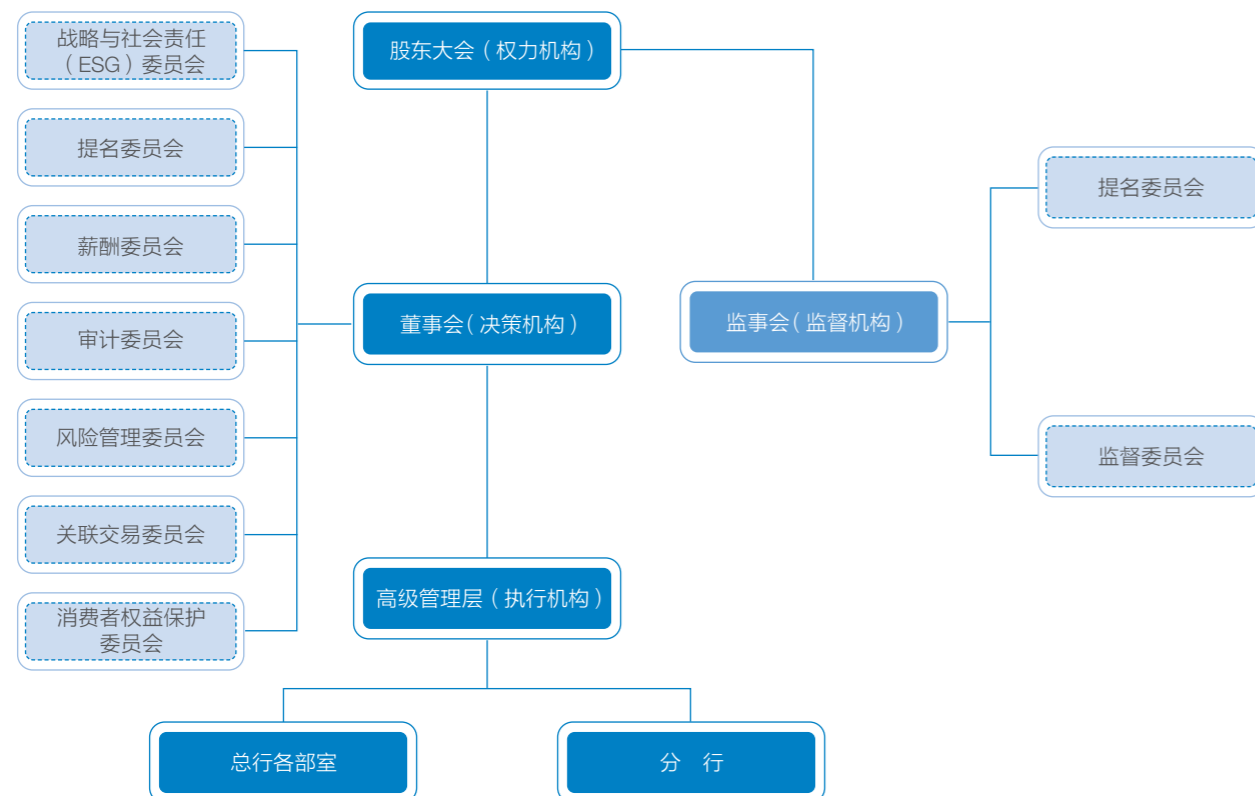 战略与社会责任
（ESG）委员会
提名委员会
薪酬委员会
审计委员会
风险管理委员会
关联交易委员会
消费者权益保护
委员会
股东大会（权力机构）
董事会（决策机构）
高级管理层（执行机构）
总行各部室
分 行
监事会（监督机构）
提名委员会
监督委员会